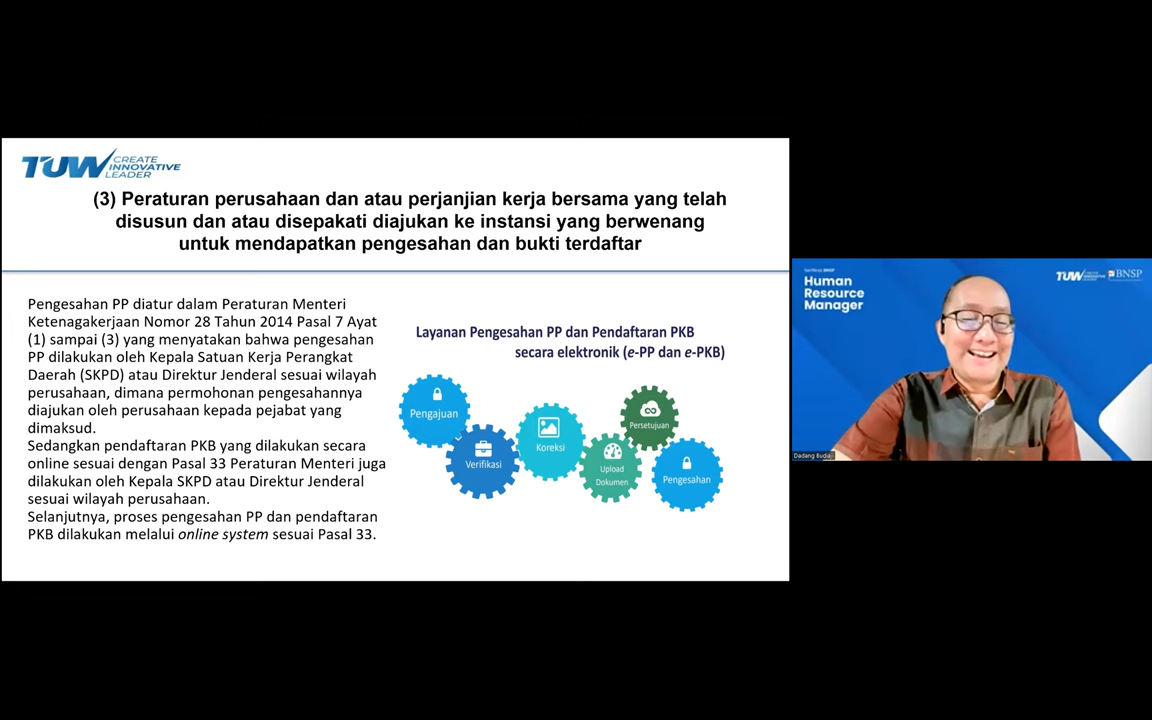 TUW CREATE
INNOVATIVE
LEADER
(3) Peraturan perusahaan dan atau perjanjian kerja bersama yang telah
disusun dan atau disepakati diajukan ke instansi yang berwenang
untuk mendapatkan pengesahan dan bukti terdaftar
Pengesahan PP diatur dalam Peraturan Menteri
Ketenagakerjaan Nomor 28 Tahun 2014 Pasal 7 Ayat
(1) sampai (3) yang menyatakan bahwa pengesahan
PP dilakukan oleh Kepala Satuan Kerja Perangkat
Daerah (SKPD) atau Direktur Jenderal sesuai wilayah
perusahaan, dimana permohonan pengesahannya
diajukan oleh perusahaan kepada pejabat yang
dimaksud.
Sedangkan pendaftaran PKB yang dilakukan secara
online sesuai dengan Pasal 33 Peraturan Menteri juga
dilakukan oleh Kepala SKPD atau Direktur Jenderal
sesuai wilayah perusahaan.
Selanjutnya, proses pengesahan PP dan pendaftaran
PKB dilakukan melalui online system sesuai Pasal 33.
Layanan Pengesahan PP dan Pendaftaran PKB
secara elektronik (e-PP dan e-PKB)
Pengajuan
Verifikasi
Koreksi
Upload
Dokumen
Persetujuan
Pengesahan
Sertifikasi BNSP
Human
Resource
Manager
TUW CREATE
INNOVATIVE
LEADER
BNSP
Dadang Budi